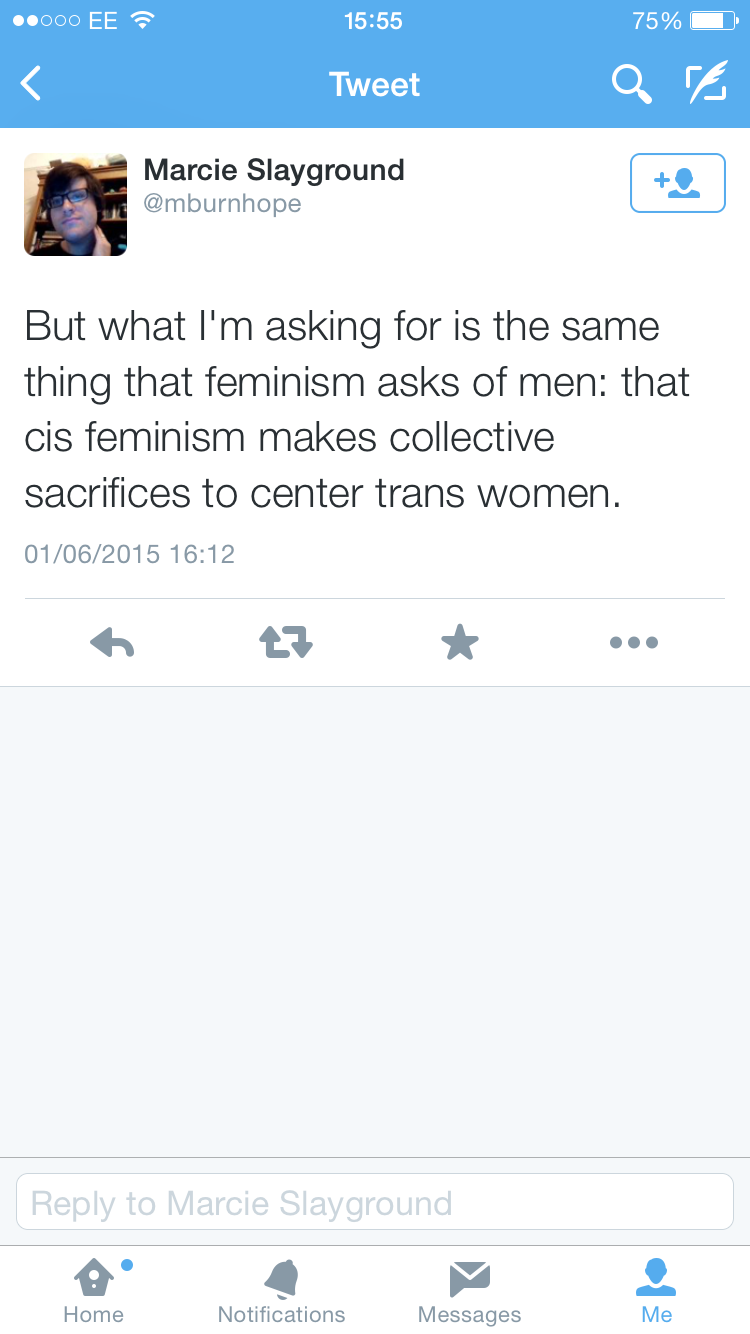 EE 15:55 75%
Tweet
Marcie Slayground
@mburnhope
But what I'm asking for is the same
thing that feminism asks of men: that
cis feminism makes collective
sacrifices to center trans women.
01/06/2015 16:12
Reply to Marcie Slayground
Home Notifications Messages Me